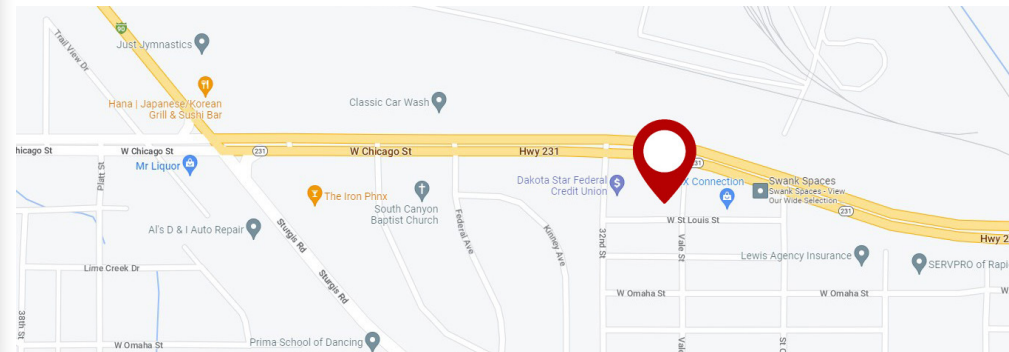 90
Just Jymnastics
Trail View Dr
Hana | Japanese/Korean
Grill & Sushi Bar
Classic Car Wash
hicago St
W Chicago St
231
W Chicago St
Hwy 231
Mr Liquor
Platt St
The Iron Phnx
South Canyon
Baptist Church
Dakota Star Federal
Credit Union
Connection
Swank Spaces
Swank Spaces - View
Our Wide Selection
231
W St Louis St
Hwy 2
Al's D & I Auto Repair
Sturgis Rd
Federal Ave
Kinney Ave
32nd St
Vale St
Lewis Agency Insurance
SERVPRO of Rapi
Lime Creek Dr
Sturgis Rd
W Omaha St
W Omaha St
W
38th St
W Omaha St
Prima School of Dancing
Vale
St